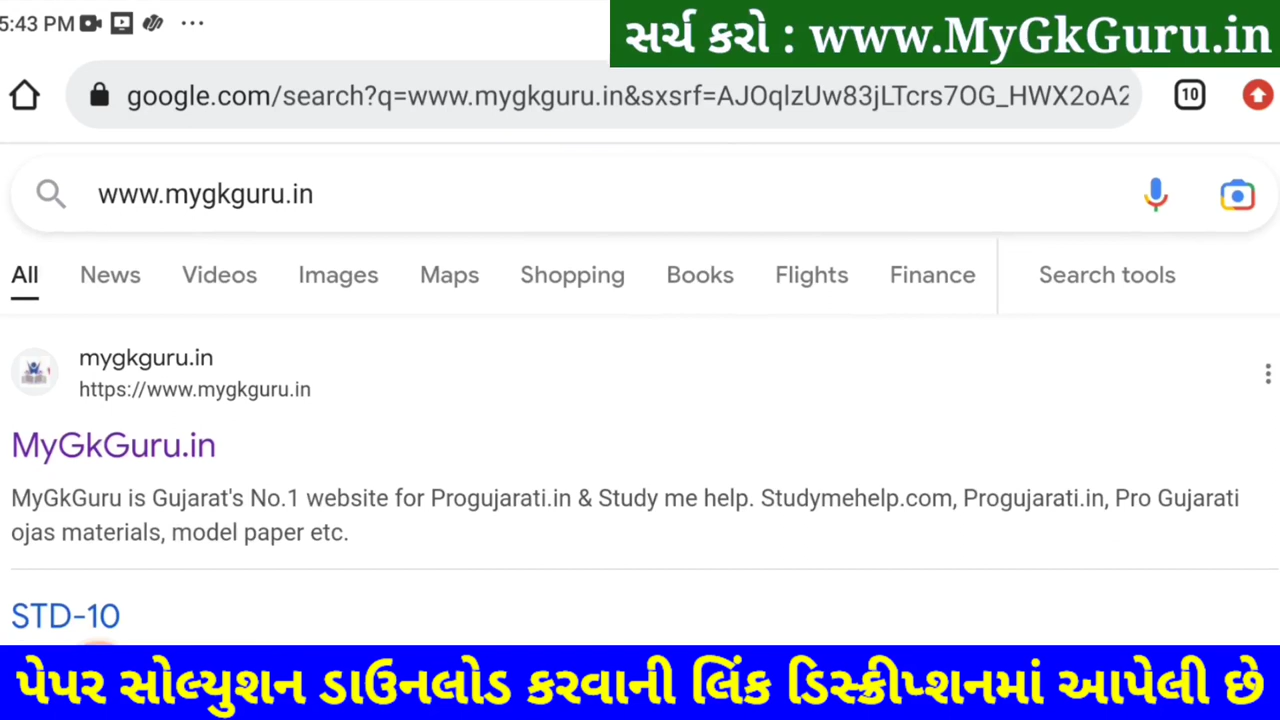 5:43 PM
સર્ચ કરો : www.MyGkGuru.in
google.com/search?q=www.mygkguru.in&sxsrf=AJOqlzUw83jLTcrs7OG_HWX2oA2
10
www.mygkguru.in
All News Videos Images Maps Shopping Books Flights Finance Search tools
mygkguru.in
https://www.mygkguru.in
MyGkGuru.in
MyGkGuru is Gujarat's No.1 website for Progujarati.in & Study me help. Studymehelp.com, Progujarati.in, Pro Gujarati
ojas materials, model paper etc.
STD-10
પેપર સોલ્યુશન ડાઉનલોડ કરવાની લિંક ડિસ્ક્રીપ્શનમાં આપેલી છે